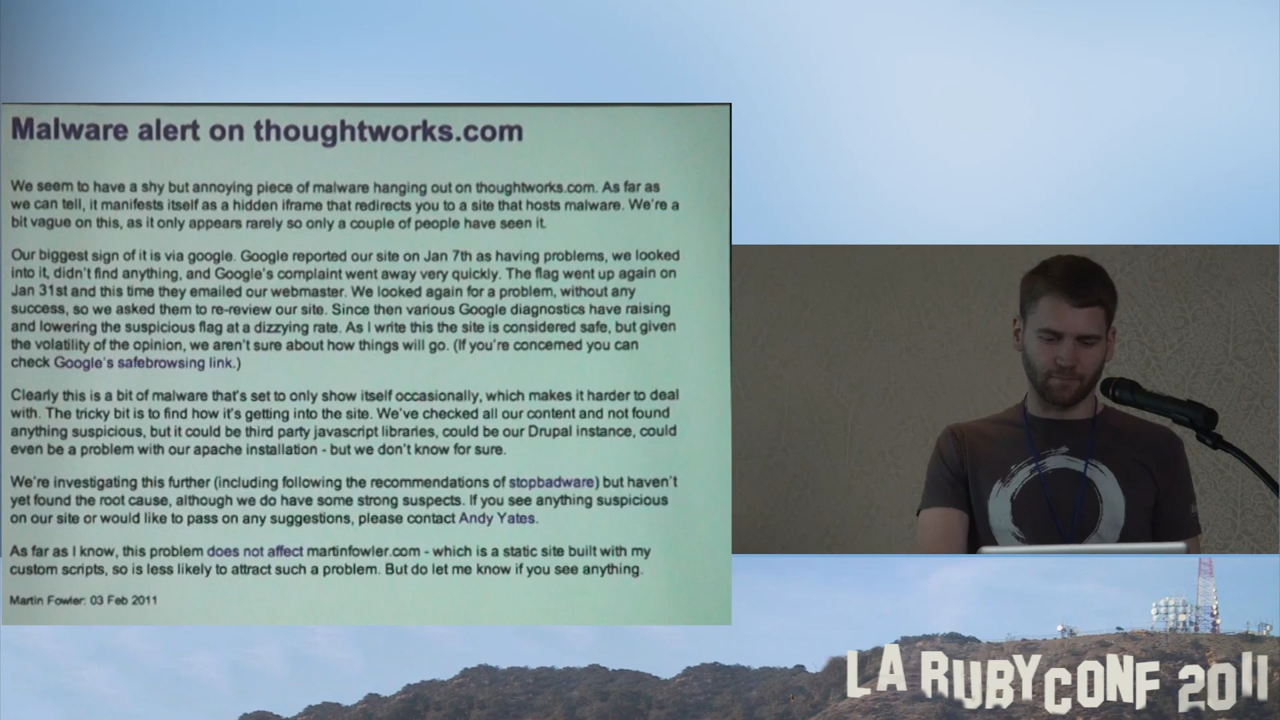 Malware alert on thoughtworks.com
We seem to have a shy but annoying piece of malware hanging out on thoughtworks.com. As far as
we can tell, it manifests itself as a hidden iframe that redirects you to a site that hosts malware. We're a
bit vague on this, as it only appears rarely so only a couple of people have seen it.
Our biggest sign of it is via google. Google reported our site on Jan 7th as having problems, we looked
into it, didn't find anything, and Google's complaint went away very quickly. The flag went up again on
Jan 31st and this time they emailed our webmaster. We looked again for a problem, without any
success, so we asked them to re-review our site. Since then various Google diagnostics have raising
and lowering the suspicious flag at a dizzying rate. As I write this the site is considered safe, but given
the volatility of the opinion, we aren't sure about how things will go. (If you're concerned you can
check Google's safebrowsing link.)
Clearly this is a bit of malware that's set to only show itself occasionally, which makes it harder to deal
with. The tricky bit is to find how it's getting into the site. We've checked all our content and not found
anything suspicious, but it could be third party javascript libraries, could be our Drupal instance, could
even be a problem with our apache installation - but we don't know for sure.
We're investigating this further (including following the recommendations of stopbadware) but haven't
yet found the root cause, although we do have some strong suspects. If you see anything suspicious
on our site or would like to pass on any suggestions, please contact Andy Yates.
As far as I know, this problem does not affect martinfowler.com - which is a static site built with my
custom scripts, so is less likely to attract such a problem. But do let me know if you see anything.
Martin Fowler: 03 Feb 2011
LA RUBYCONF 2011